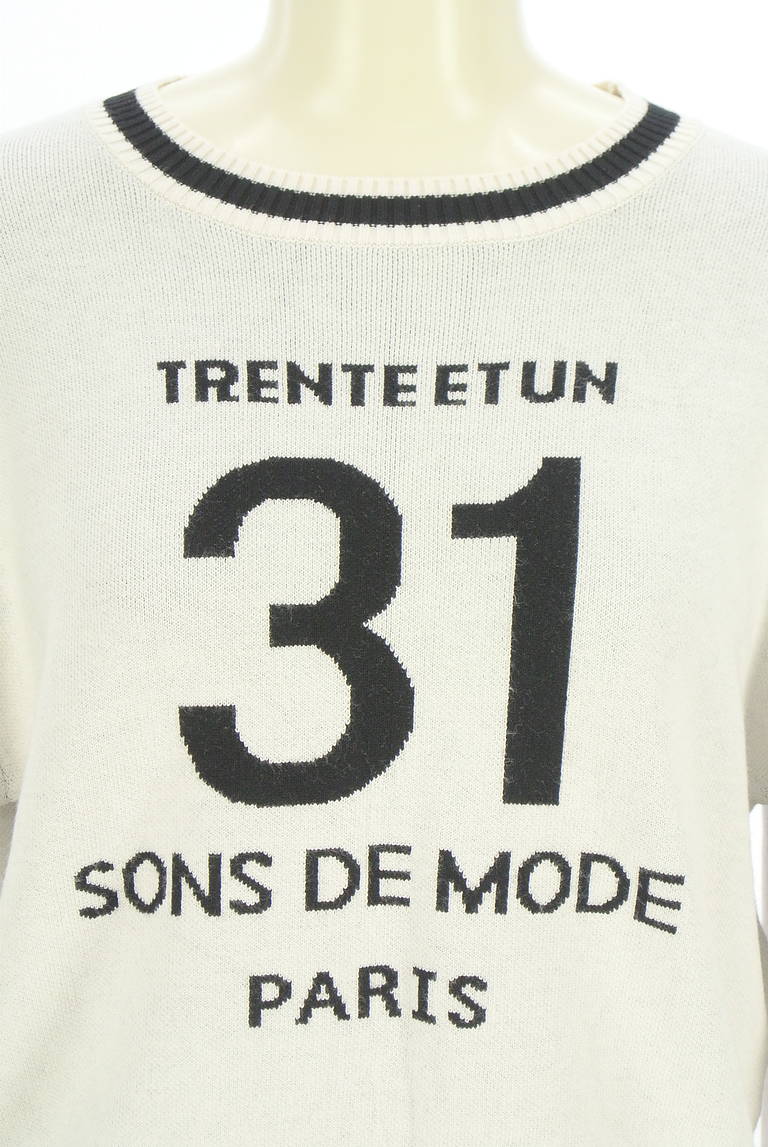 TRENTE ET UN
31
SONS DE MODE
PARIS